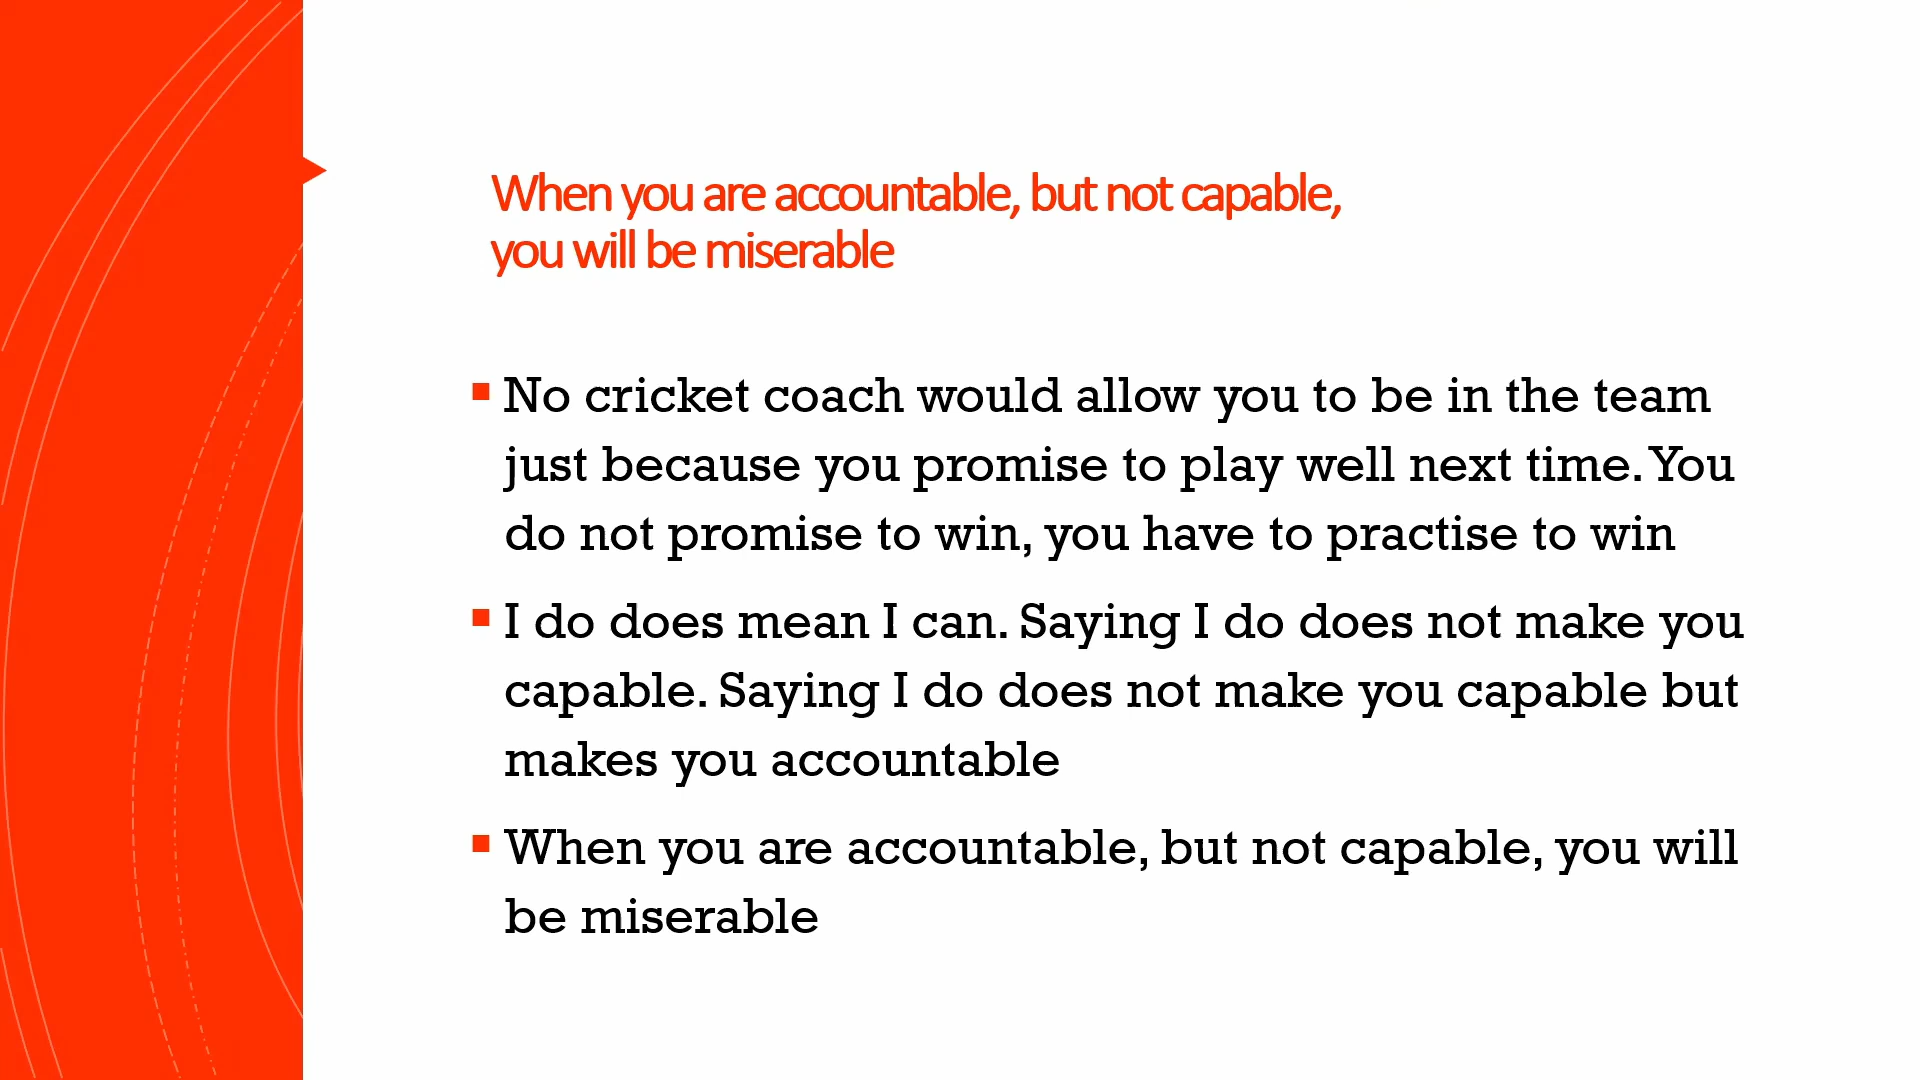 When you are accountable, but not capable,
you will be miserable
No cricket coach would allow you to be in the team
just because you promise to play well next time. You
do not promise to win, you have to practise to win
I do does mean I can. Saying I do does not make you
capable. Saying I do does not make you capable but
makes you accountable
When you are accountable, but not capable, you will
be miserable